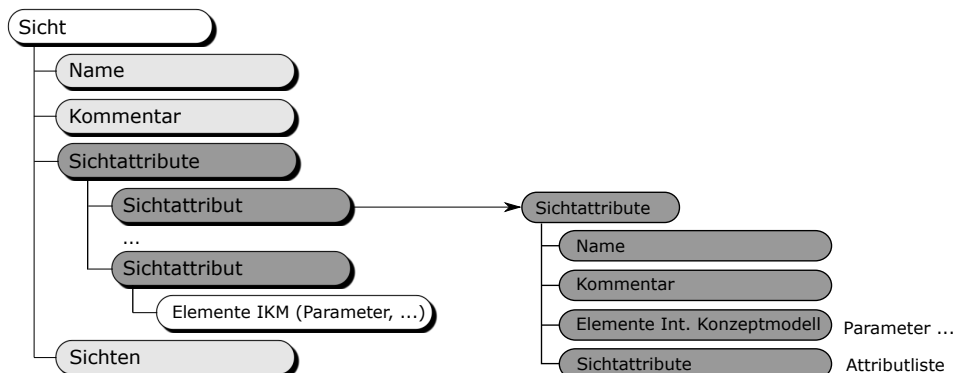 Sicht
Name
Kommentar
Sichtattribute
Sichtattribut
...
Sichtattribut
Elemente IKM (Parameter, ...)
Sichten
Sichtattribute
Name
Kommentar
Elemente Int. Konzeptmodell Parameter ...
Sichtattribute Attributliste